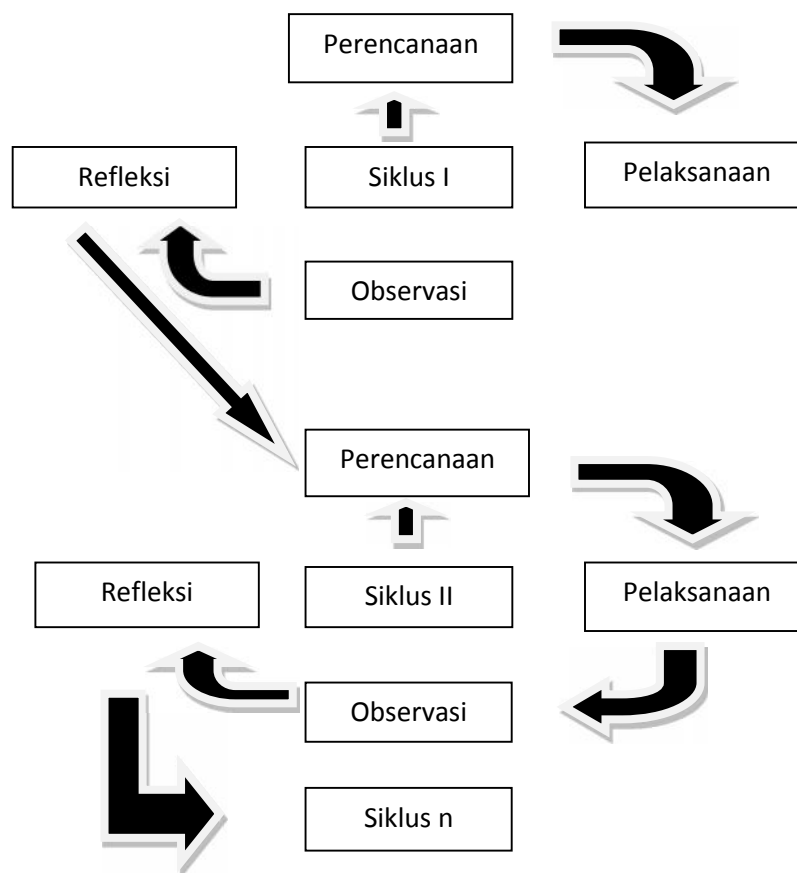 Perencanaan
Refleksi
Siklus I
Pelaksanaan
Observasi
Perencanaan
Refleksi
Siklus II
Pelaksanaan
Observasi
Siklus n